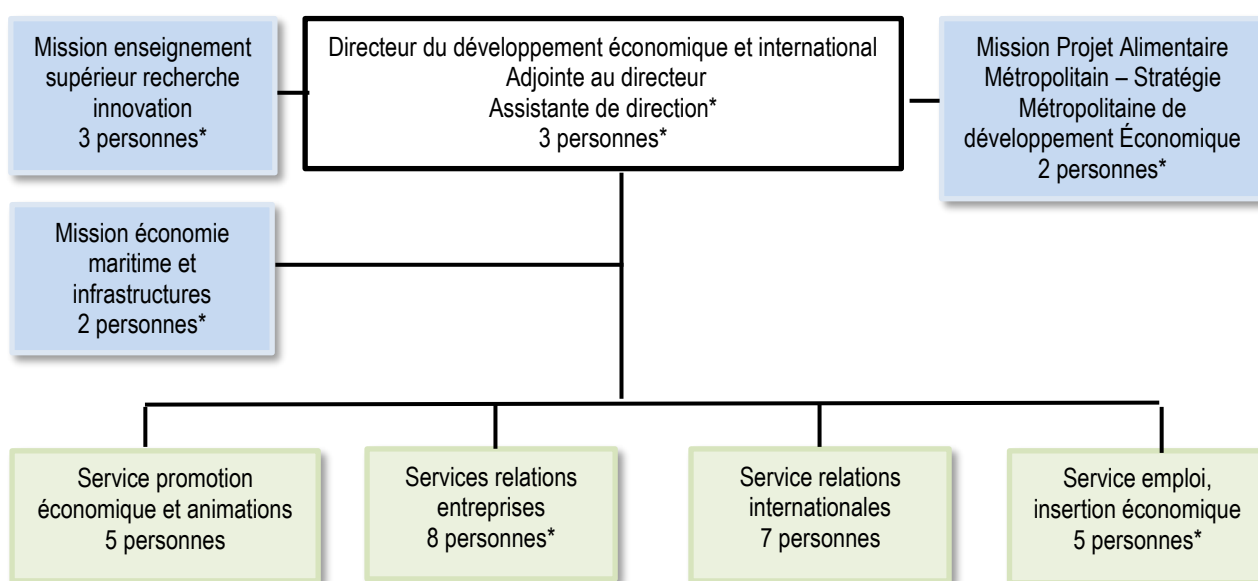 Mission enseignement
supérieur recherche
innovation
3 personnes*
Directeur du développement économique et international
Adjointe au directeur
Assistante de direction*
3 personnes*
Mission Projet Alimentaire
Métropolitain – Stratégie
Métropolitaine de
développement Économique
2 personnes*
Mission économie
maritime et
infrastructures
2 personnes*
Service promotion
économique et animations
5 personnes
Services relations
entreprises
8 personnes*
Service relations
internationales
7 personnes
Service emploi,
insertion économique
5 personnes*